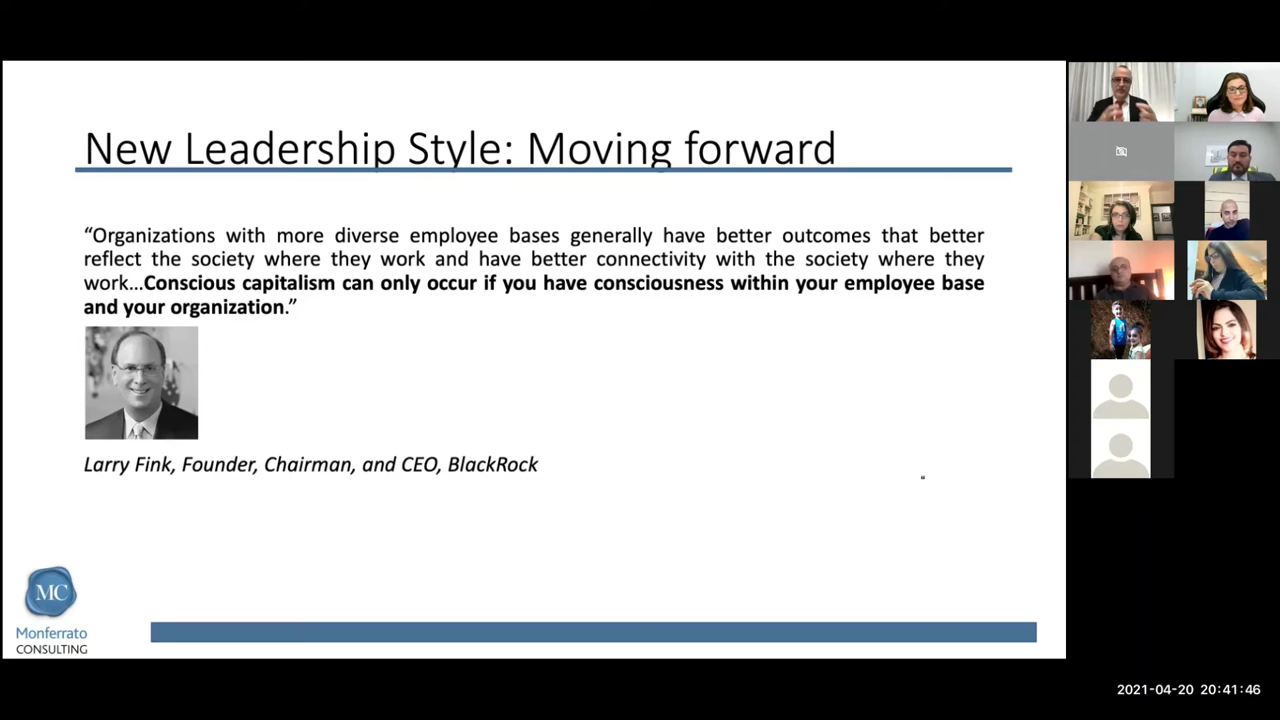 New Leadership Style: Moving forward
“Organizations with more diverse employee bases generally have better outcomes that better
reflect the society where they work and have better connectivity with the society where they
work…Conscious capitalism can only occur if you have consciousness within your employee base
and your organization.”
Larry Fink, Founder, Chairman, and CEO, BlackRock
“
MC
Monferrato
CONSULTING
2021-04-20 20:41:46